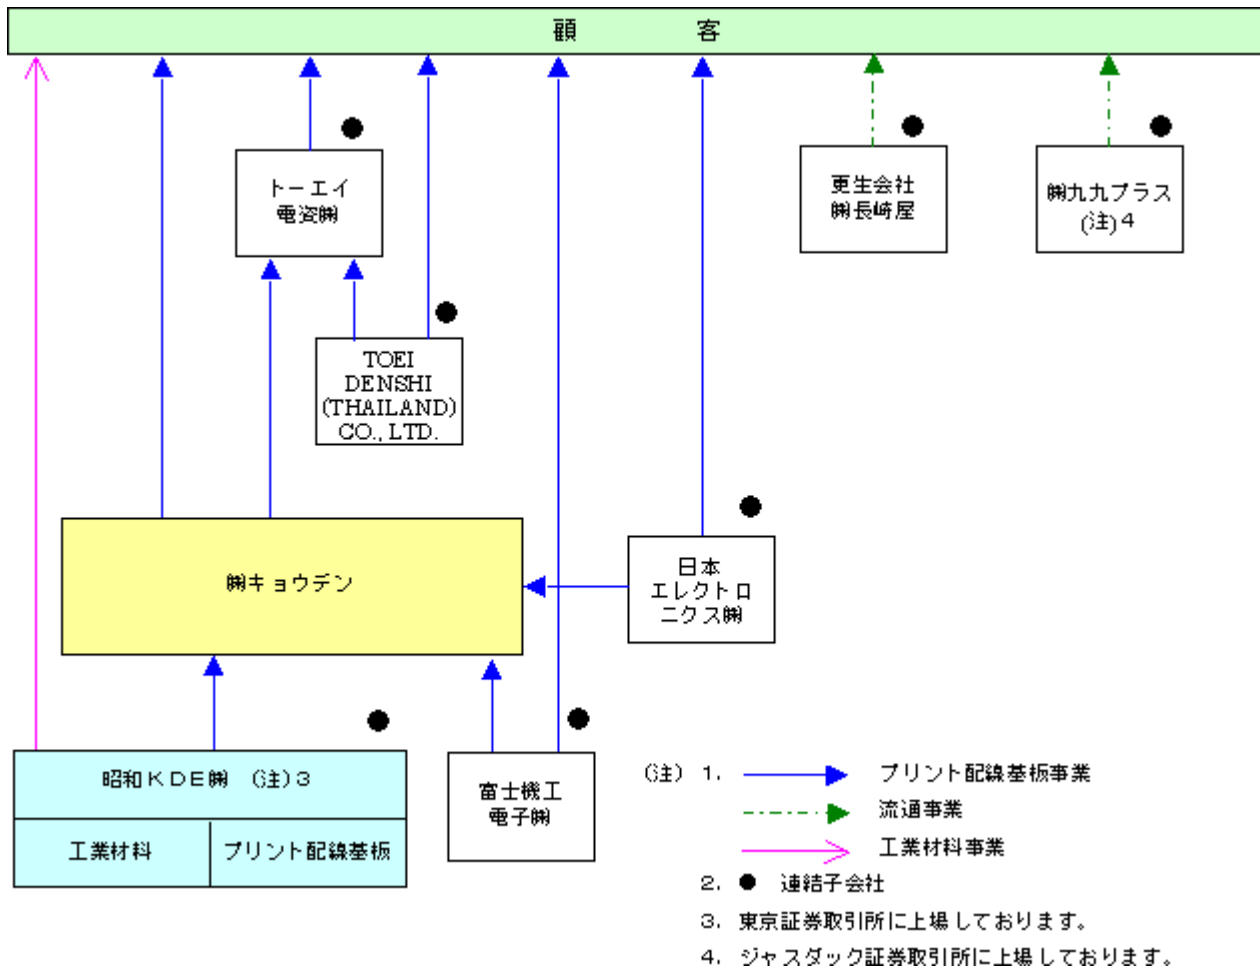 顧　客
トーエイ
電資㈱
更生会社
㈱長崎屋
㈱九九プラス
(注)４
TOEI
DENSHI
(THAILAND)
CO., LTD.
㈱キョウデン
日本
エレクトロ
ニクス㈱
昭和ＫＤＥ㈱　(注)３
工業材料
プリント配線基板
富士機工
電子㈱
(注) １. プリント配線基板事業
流通事業
工業材料事業
２. ● 連結子会社
３. 東京証券取引所に上場しております。
４. ジャスダック証券取引所に上場しております。